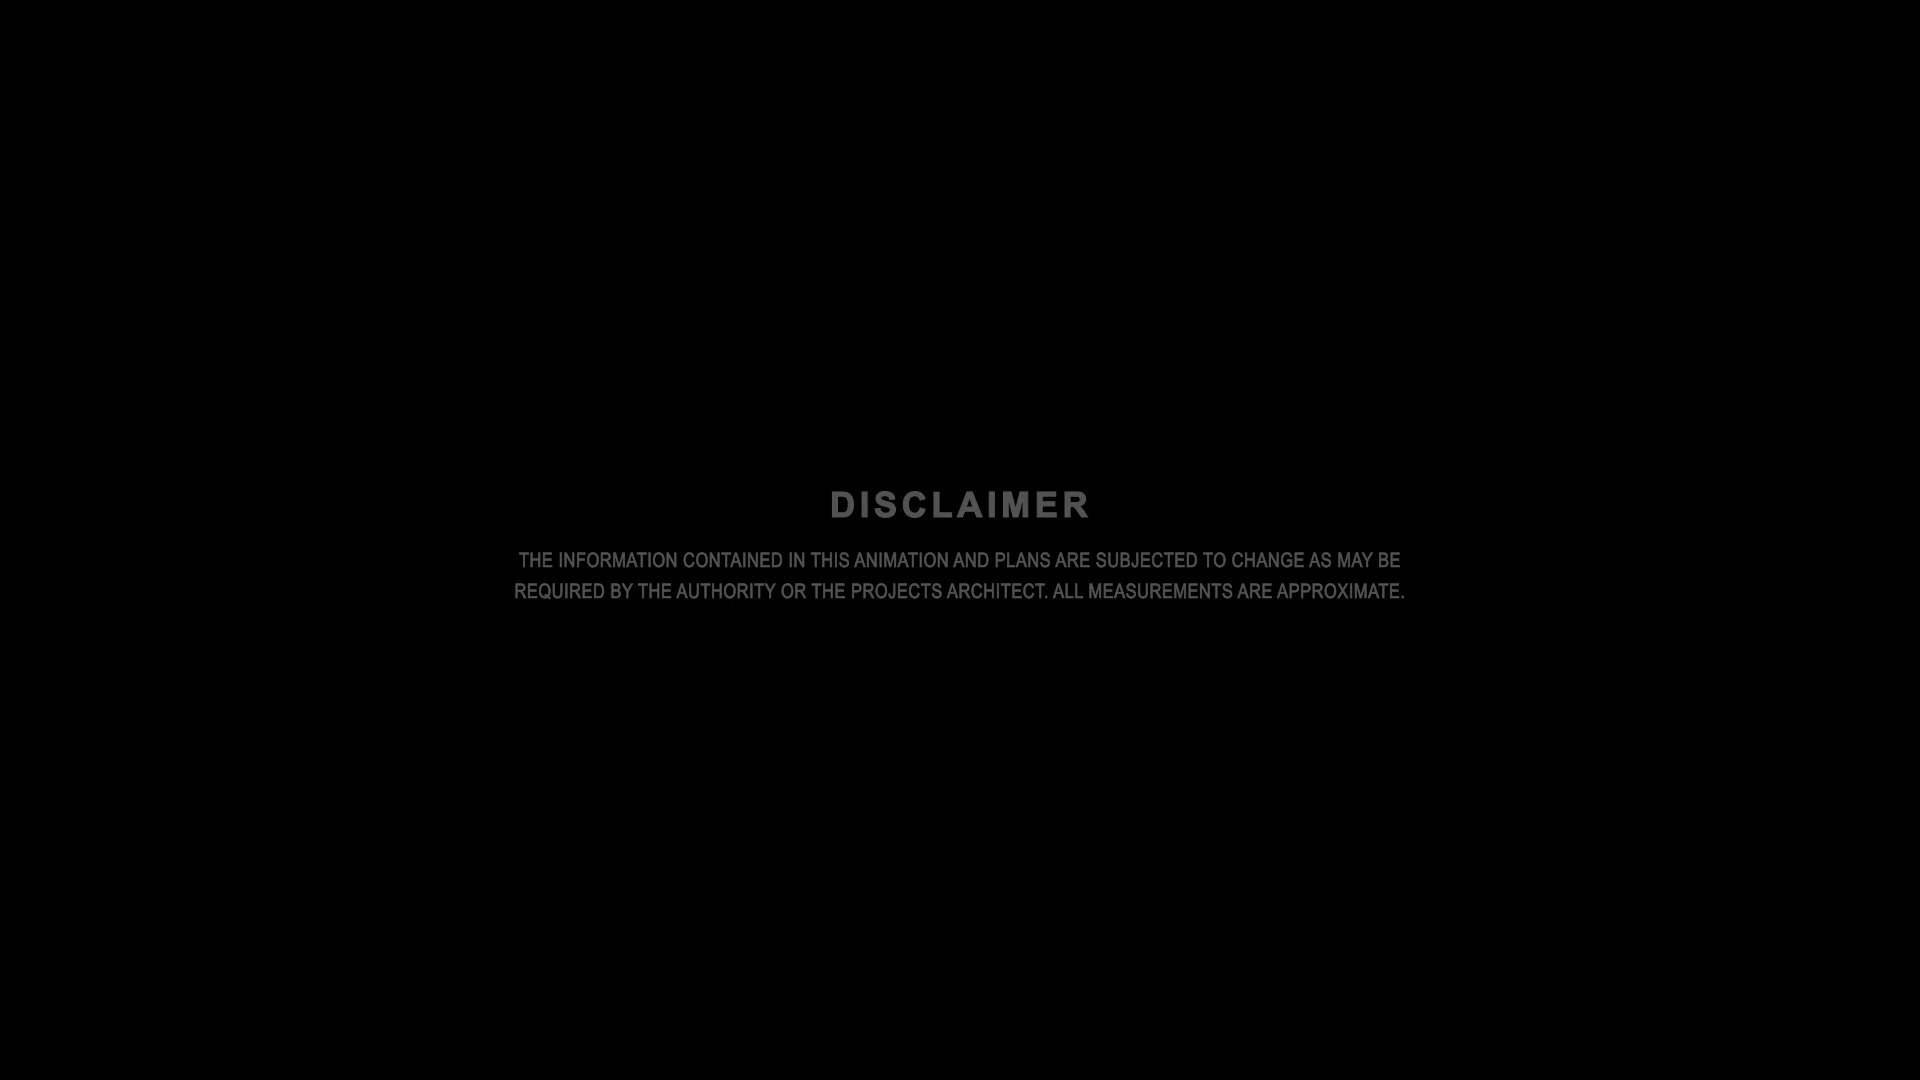 DISCLAIMER
THE INFORMATION CONTAINED IN THIS ANIMATION AND PLANS ARE SUBJECTED TO CHANGE AS MAY BE
REQUIRED BY THE AUTHORITY OR THE PROJECTS ARCHITECT. ALL MEASUREMENTS ARE APPROXIMATE.